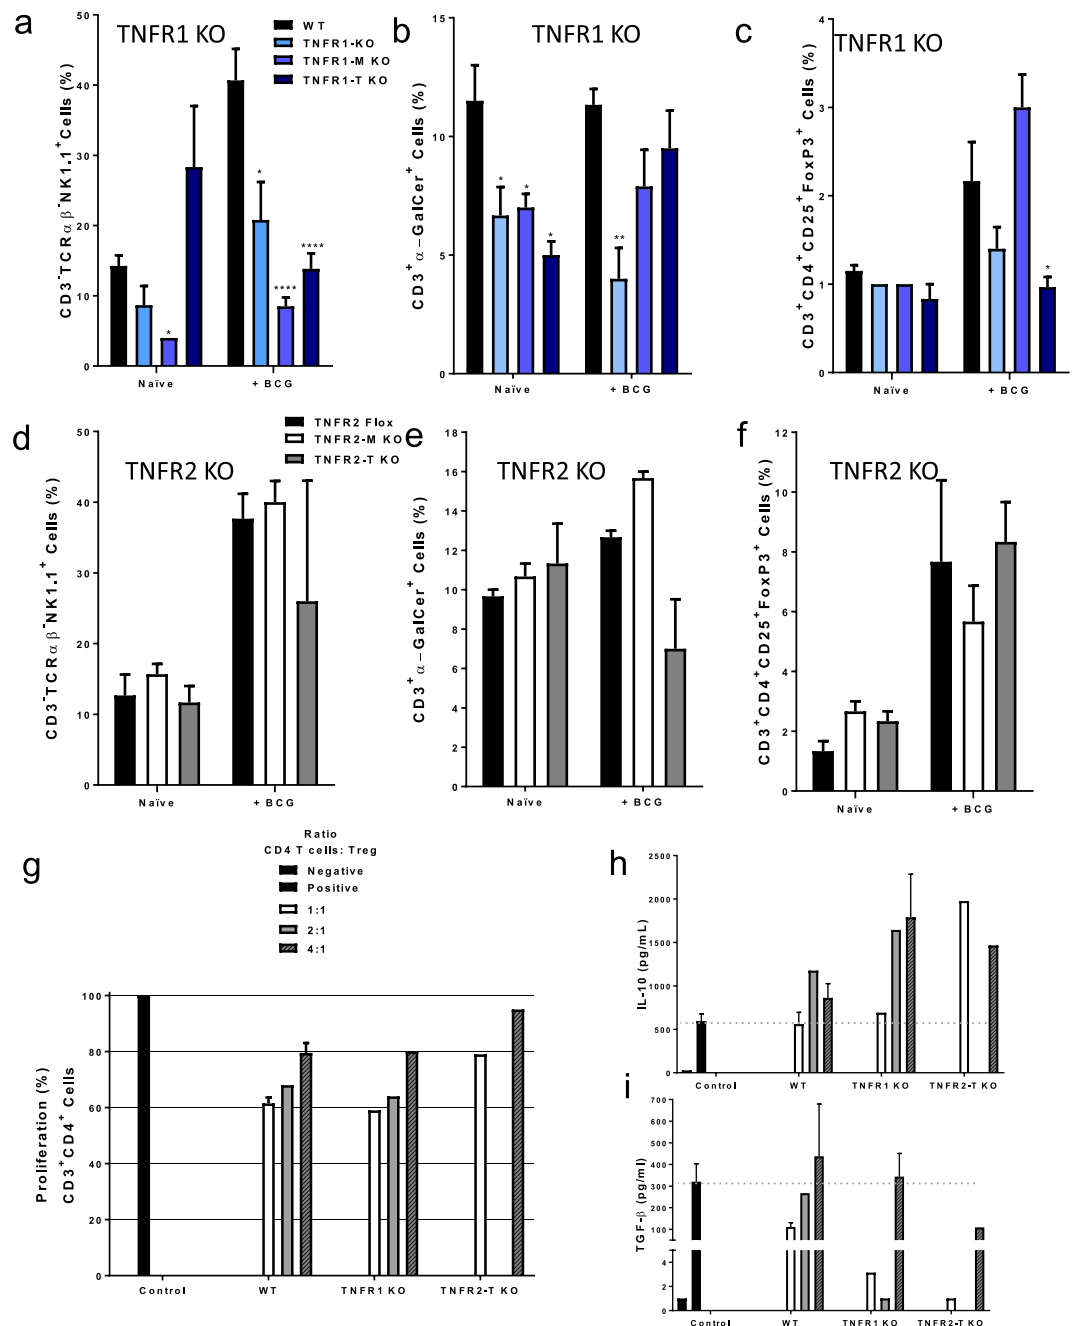 a
TNFR1 KO
WT
TNFR1-KO
TNFR1-M KO
TNFR1-T KO
CD3⁻TCRα β⁻NK1.1⁺Cells (%)
50
40
30
20
10
0
*
*
****
****
Naïve
+ BCG
b
TNFR1 KO
CD3⁺ α–GalCer⁺ Cells (%)
15
10
5
0
*
*
*
**
Naïve
+ BCG
c
TNFR1 KO
CD3⁺CD4⁺CD25⁺FoxP3⁺ Cells (%)
4
3
2
1
0
*
Naïve
+ BCG
d
TNFR2 KO
TNFR2 Flox
TNFR2-M KO
TNFR2-T KO
CD3⁻TCRα β⁻NK1.1⁺ Cells (%)
50
40
30
20
10
0
Naïve
+ BCG
e
TNFR2 KO
CD3⁺ α–GalCer⁺ Cells (%)
18
16
14
12
10
8
6
4
2
0
Naïve
+ BCG
f
TNFR2 KO
CD3⁺CD4⁺CD25⁺FoxP3⁺ Cells (%)
12
10
8
6
4
2
0
Naïve
+ BCG
g
Ratio
CD4 T cells: Treg
Negative
Positive
1:1
2:1
4:1
Proliferation (%)
CD3⁺CD4⁺ Cells
100
80
60
40
20
0
Control
WT
TNFR1 KO
TNFR2-T KO
h
IL-10 (pg/mL)
2500
2000
1500
1000
500
0
Control
WT
TNFR1 KO
TNFR2-T KO
i
TGF-β (pg/ml)
700
600
500
400
300
200
100
4
2
0
Control
WT
TNFR1 KO
TNFR2-T KO